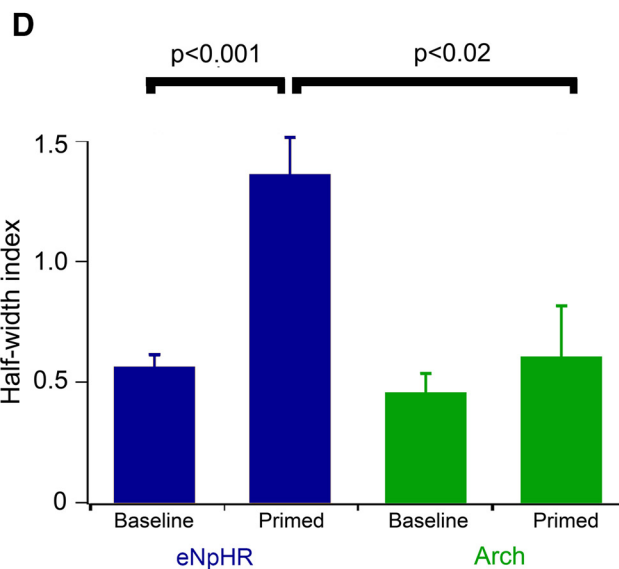 D
p<0.001
p<0.02
Half-width index
1.5
1.0
0.5
0
Baseline Primed Baseline Primed
eNpHR Arch